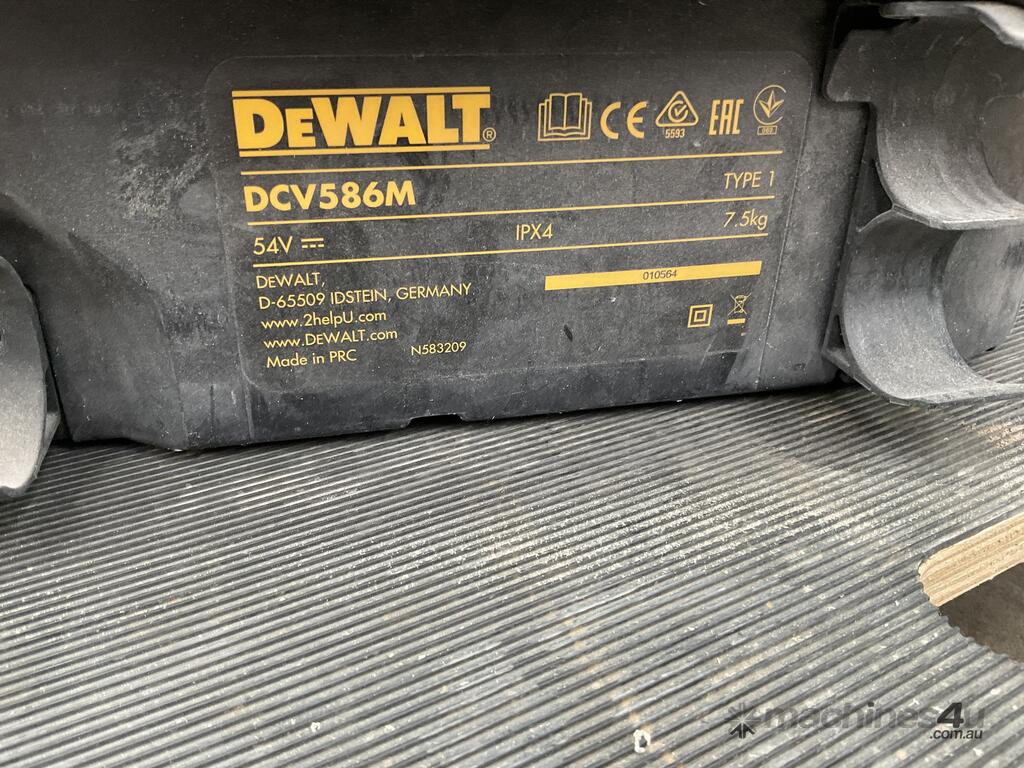 DEWALT®
CE 5593 EAC
DCV586M TYPE 1
54V IPX4 7.5kg
010564
DEWALT,
D-65509 IDSTEIN, GERMANY
www.2helpU.com
www.DEWALT.com
Made in PRC N583209
machines4u
.com.au